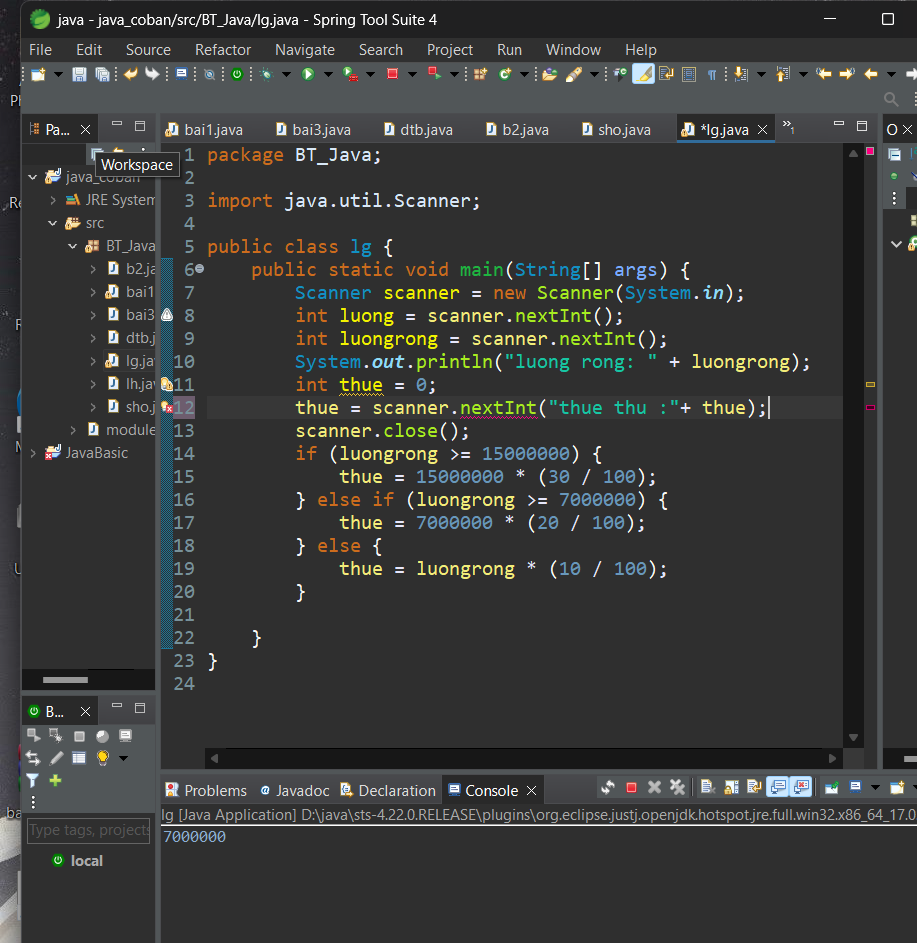 java - java_coban/src/BT_Java/lg.java - Spring Tool Suite 4
File Edit Source Refactor Navigate Search Project Run Window Help
Pa...
bai1.java bai3.java dtb.java b2.java sho.java *lg.java »1
Workspace
java_coban
JRE System
src
BT_Java
b2.ja
bai1
bai3
dtb.j
lg.ja
lh.jav
sho.j
module
JavaBasic
1 package BT_Java;
2
3 import java.util.Scanner;
4
5 public class lg {
6 public static void main(String[] args) {
7 Scanner scanner = new Scanner(System.in);
8 int luong = scanner.nextInt();
9 int luongrong = scanner.nextInt();
10 System.out.println("luong rong: " + luongrong);
11 int thue = 0;
12 thue = scanner.nextInt("thue thu :"+ thue);
13 scanner.close();
14 if (luongrong >= 15000000) {
15 thue = 15000000 * (30 / 100);
16 } else if (luongrong >= 7000000) {
17 thue = 7000000 * (20 / 100);
18 } else {
19 thue = luongrong * (10 / 100);
20 }
21
22 }
23 }
24
B...
Type tags, projects
local
Problems Javadoc Declaration Console
lg [Java Application] D:\java\sts-4.22.0.RELEASE\plugins\org.eclipse.justj.openjdk.hotspot.jre.full.win32.x86_64_17.0
7000000